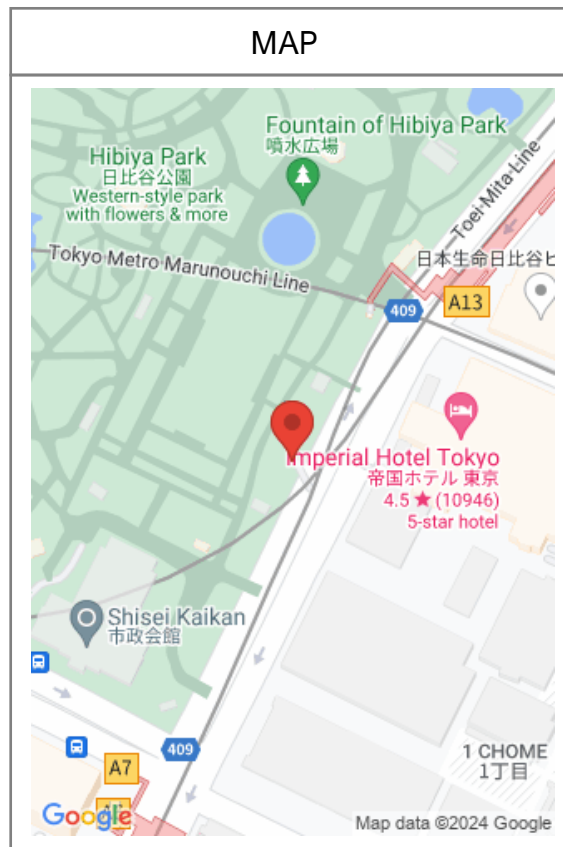 MAP
Fountain of Hibiya Park
噴水広場
Hibiya Park
日比谷公園
Western-style park
with flowers & more
Toei-Mita-Line
Tokyo Metro Marunouchi Line
日本生命日比谷ビ
A13
409
Imperial Hotel Tokyo
帝国ホテル 東京
4.5 ★ (10946)
5-star hotel
Shisei Kaikan
市政会館
409
A7
1 CHOME
1丁目
Google
Map data ©2024 Google